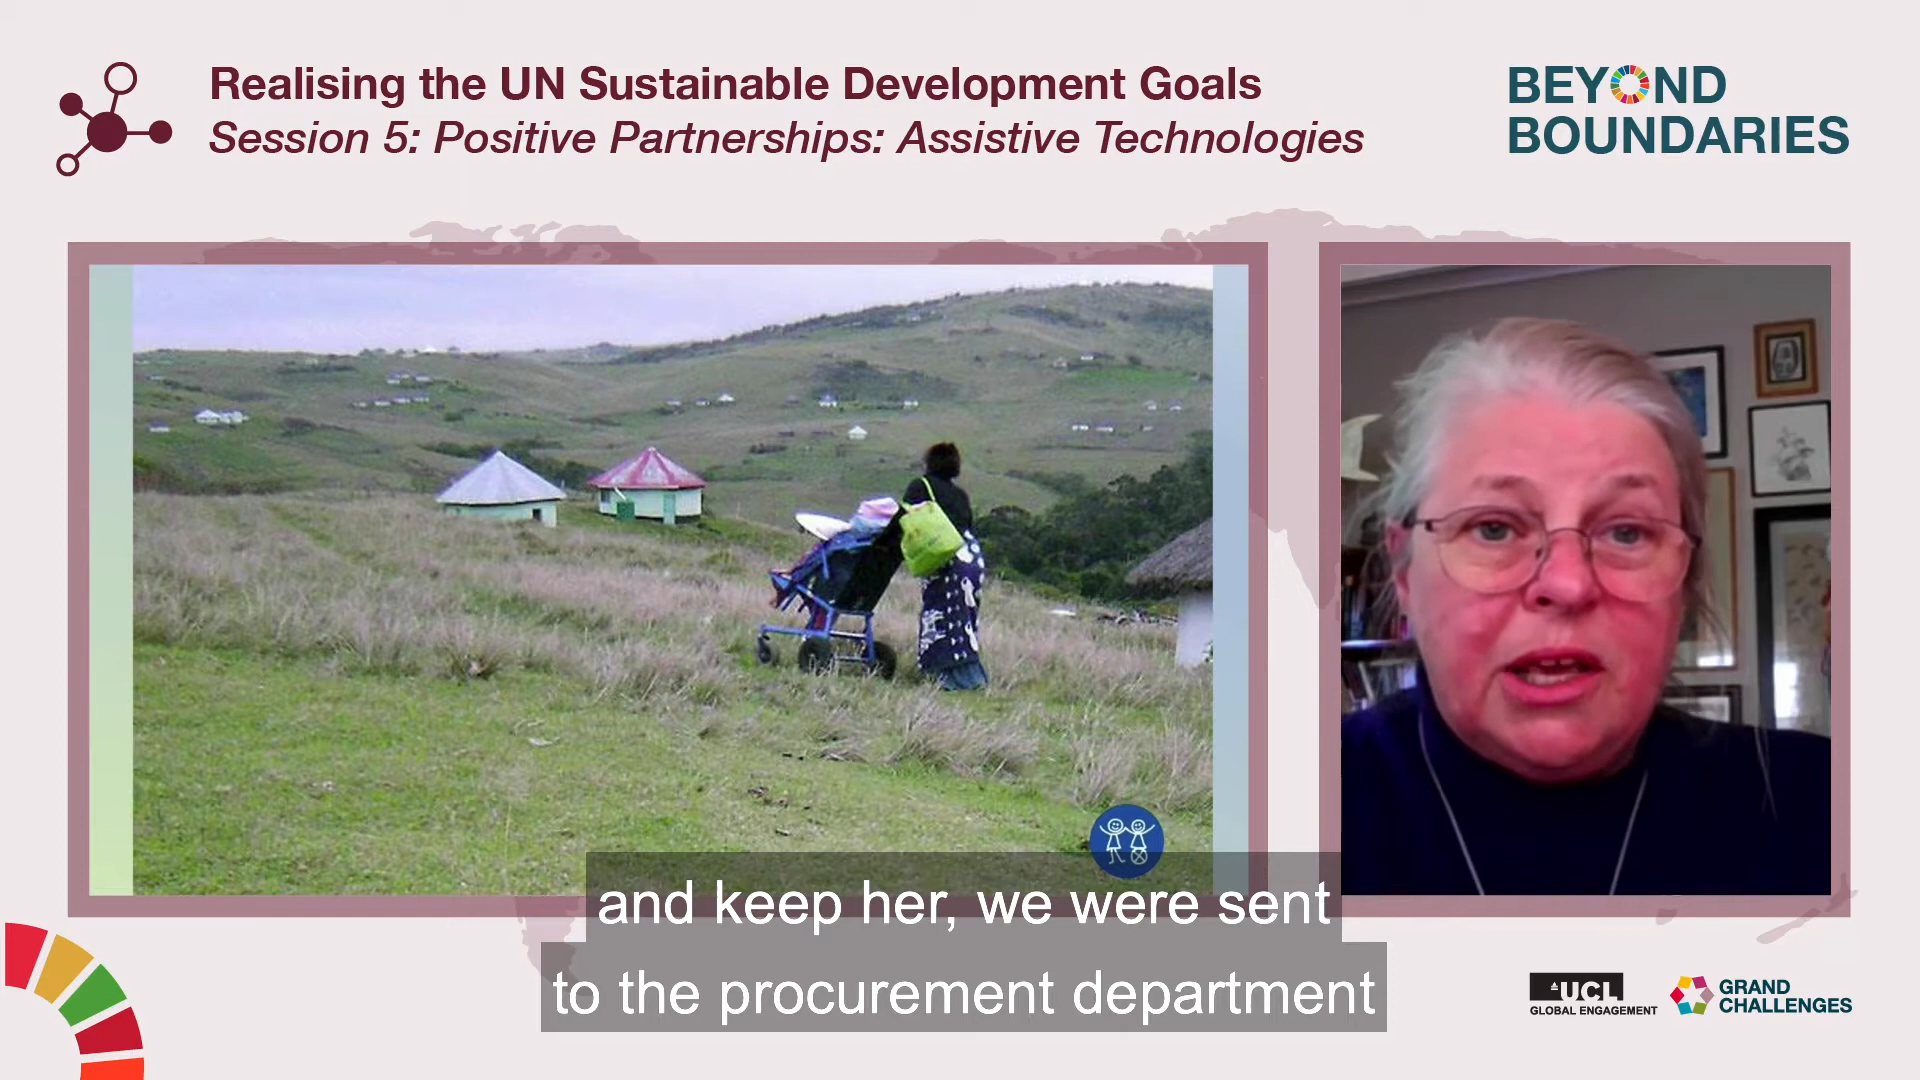 Realising the UN Sustainable Development Goals
Session 5: Positive Partnerships: Assistive Technologies
BEYOND
BOUNDARIES
and keep her, we were sent
to the procurement department
UCL
GLOBAL ENGAGEMENT
GRAND
CHALLENGES